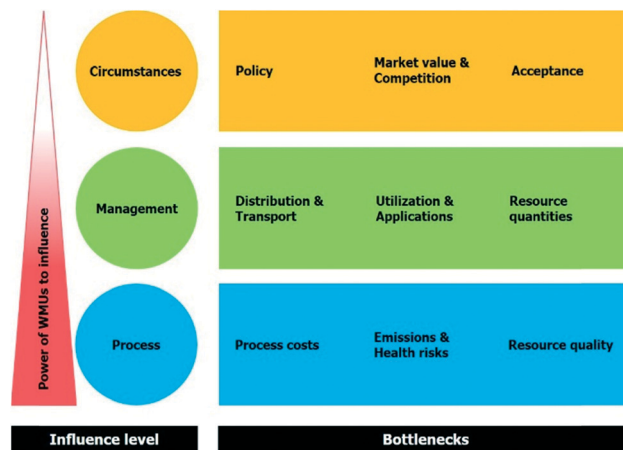 Circumstances
Policy
Market value &
Competition
Acceptance
Power of WMUs to influence
Management
Distribution &
Transport
Utilization &
Applications
Resource
quantities
Process
Process costs
Emissions &
Health risks
Resource quality
Influence level
Bottlenecks